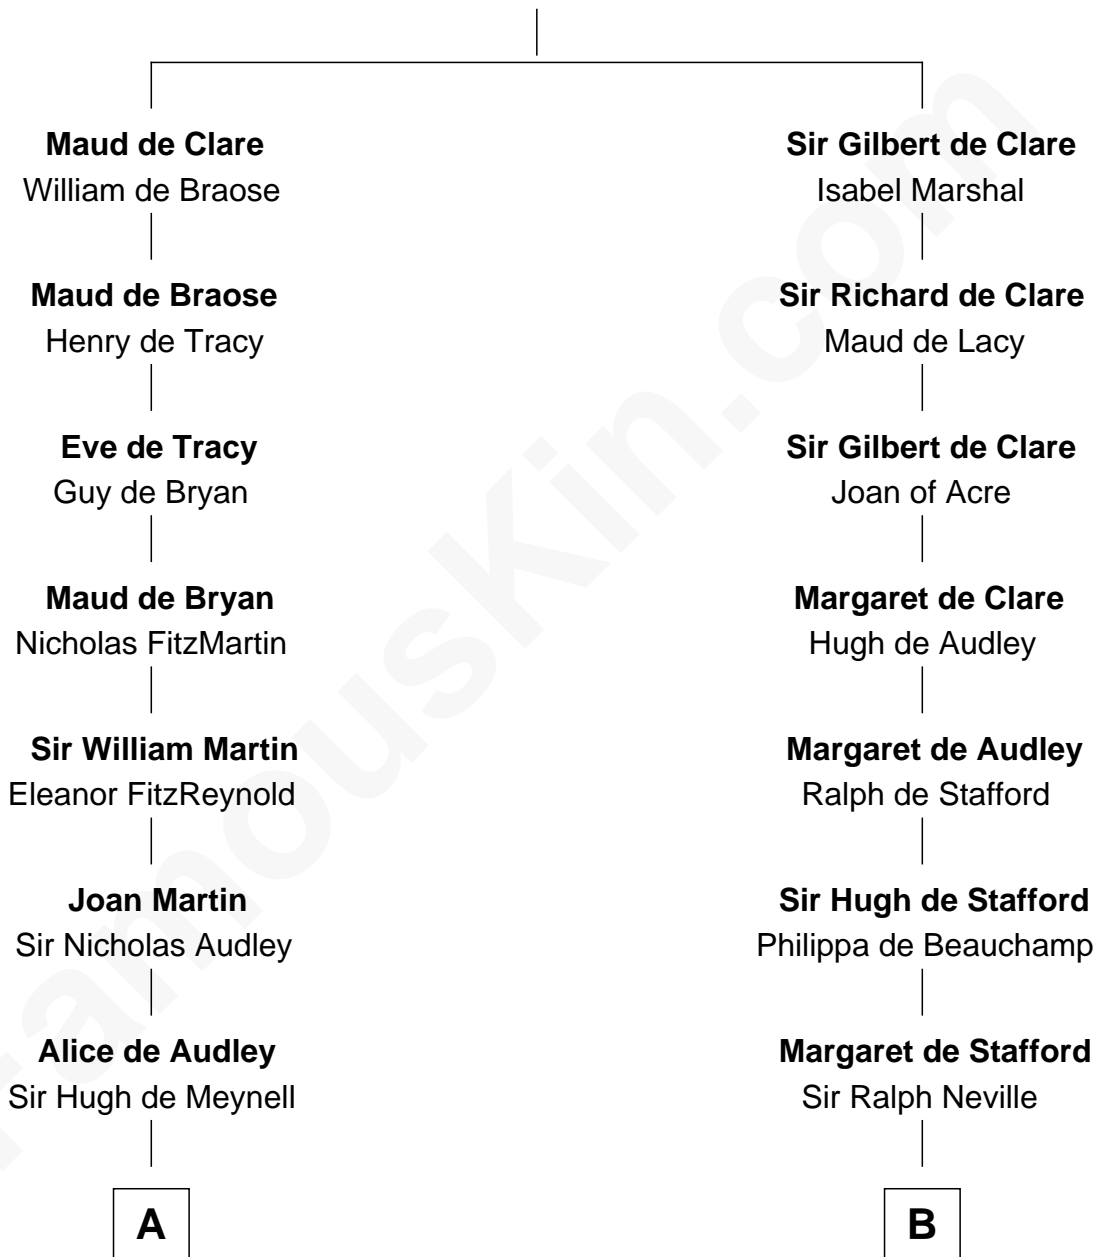 Maud de Clare
William de Braose
Maud de Braose
Henry de Tracy
Eve de Tracy
Guy de Bryan
Maud de Bryan
Nicholas FitzMartin
Sir William Martin
Eleanor FitzReynold
Joan Martin
Sir Nicholas Audley
Alice de Audley
Sir Hugh de Meynell
A
Sir Gilbert de Clare
Isabel Marshal
Sir Richard de Clare
Maud de Lacy
Sir Gilbert de Clare
Joan of Acre
Margaret de Clare
Hugh de Audley
Margaret de Audley
Ralph de Stafford
Sir Hugh de Stafford
Philippa de Beauchamp
Margaret de Stafford
Sir Ralph Neville
B
FamousKin.com